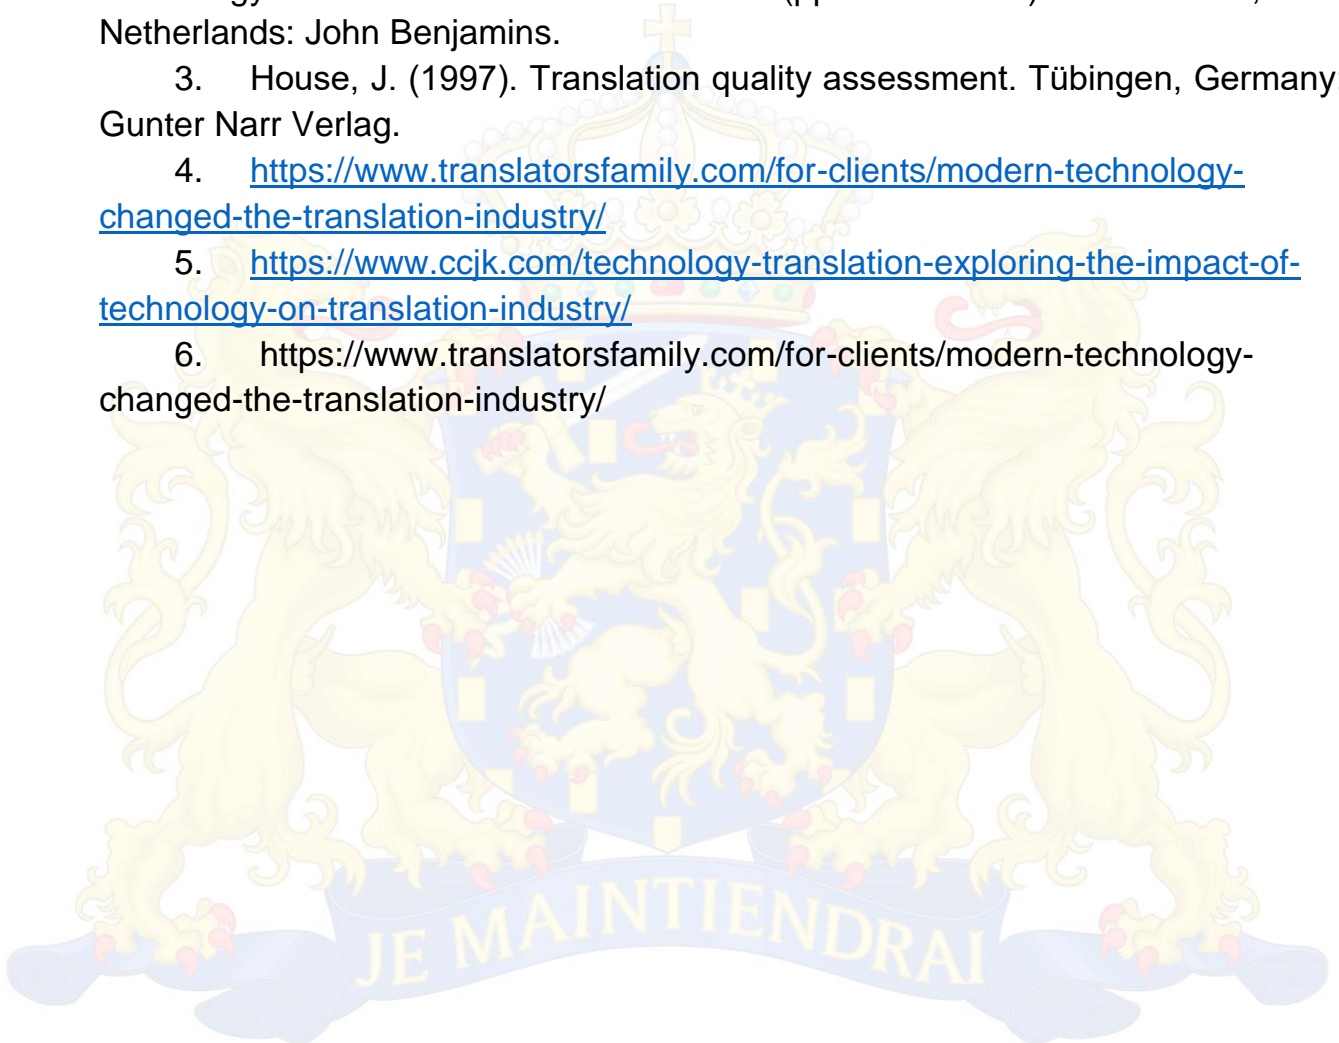 Netherlands: John Benjamins.
3. House, J. (1997). Translation quality assessment. Tübingen, Germany
Gunter Narr Verlag.
4. https://www.translatorsfamily.com/for-clients/modern-technology-
changed-the-translation-industry/
5. https://www.ccjk.com/technology-translation-exploring-the-impact-of-
technology-on-translation-industry/
6. https://www.translatorsfamily.com/for-clients/modern-technology-
changed-the-translation-industry/
JE MAINTIENDRAI